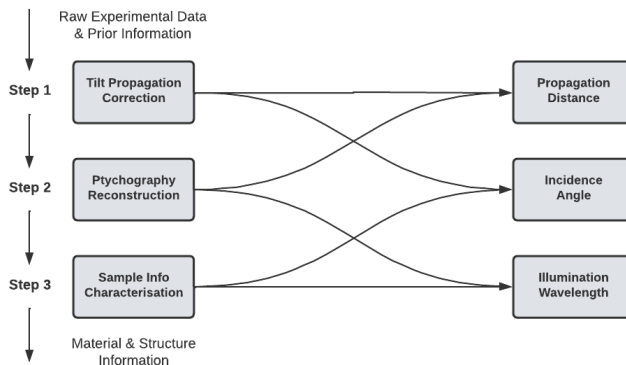 Raw Experimental Data
& Prior Information
Step 1
Tilt Propagation
Correction
Propagation
Distance
Step 2
Ptychography
Reconstruction
Incidence
Angle
Step 3
Sample Info
Characterisation
Illumination
Wavelength
Material & Structure
Information